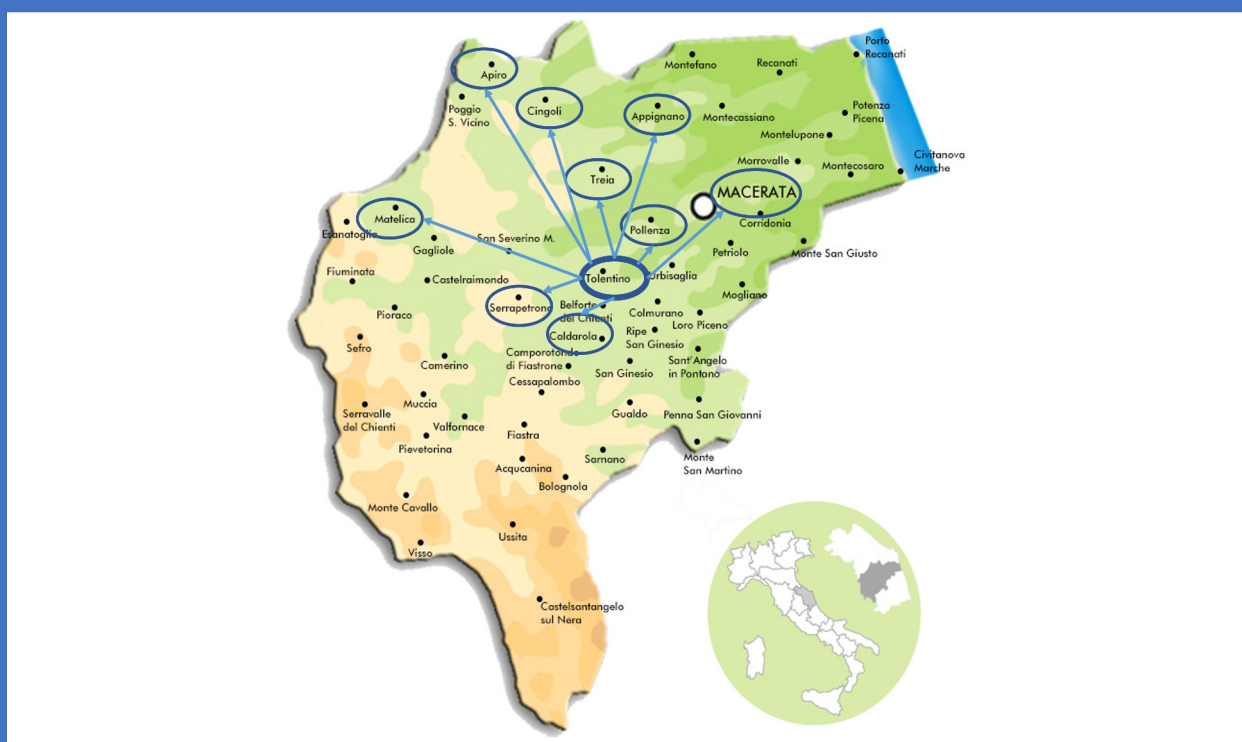 Porto
Recanati
Montefano
Recanati
Apiro
Poggio
S. Vicino
Cingoli
Appignano
Montecassiano
Potenza
Picena
Montelupone
Treia
Morrovalle
Montecosaro
Civitanova
Marche
MACERATA
Matelica
Esanatoglia
Pollenza
Corridonia
Gagliole
San Severino M.
Petriolo
Monte San Giusto
Fiuminata
Castelraimondo
Tolentino
Urbisaglia
Mogliano
Serrapetrona
Belforte
del Chienti
Colmurano
Loro Piceno
Pioraco
Caldarola
Ripe
San Ginesio
Sefro
Camerino
Camporotondo
di Fiastrone
San Ginesio
Sant'Angelo
in Pontano
Cessapalombo
Muccia
Serravalle
del Chienti
Valfornace
Gualdo
Penna San Giovanni
Pievetorina
Fiastra
Sarnano
Monte
San Martino
Acqucanina
Bolognola
Monte Cavallo
Ussita
Visso
Castelsantangelo
sul Nera